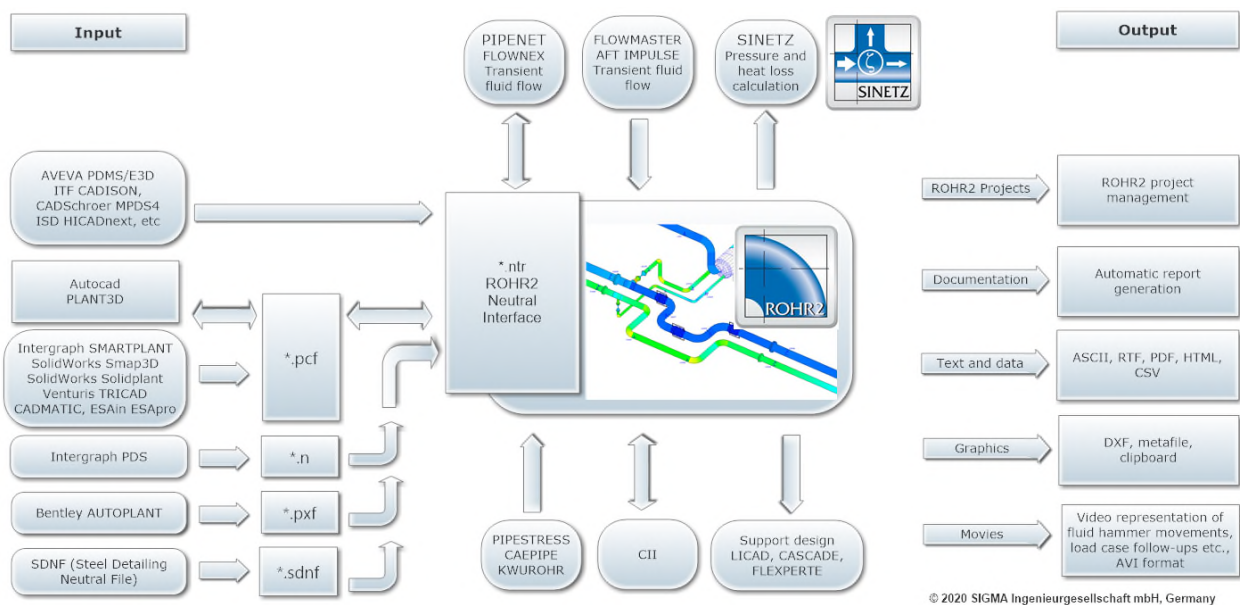 Input
PIPENET
FLOWNEX
Transient
fluid flow
FLOWMASTER
AFT IMPULSE
Transient fluid
flow
SINETZ
Pressure and
heat loss
calculation
ζ
SINETZ
Output
AVEVA PDMS/E3D
ITF CADISON,
CADSchroer MPDS4
ISD HICADnext, etc
Autocad
PLANT3D
Intergraph SMARTPLANT
SolidWorks Smap3D
SolidWorks Solidplant
Venturis TRICAD
CADMATIC, ESAin ESApro
*.pcf
Intergraph PDS
*.n
Bentley AUTOPLANT
*.pxf
SDNF (Steel Detailing
Neutral File)
*.sdnf
*.ntr
ROHR2
Neutral
Interface
ROHR2
PIPESTRESS
CAEPIPE
KWUROHR
CII
Support design
LICAD, CASCADE,
FLEXPERTE
ROHR2 Projects
ROHR2 project
management
Documentation
Automatic report
generation
Text and data
ASCII, RTF, PDF, HTML,
CSV
Graphics
DXF, metafile,
clipboard
Movies
Video representation of
fluid hammer movements,
load case follow-ups etc.,
AVI format
© 2020 SIGMA Ingenieurgesellschaft mbH, Germany